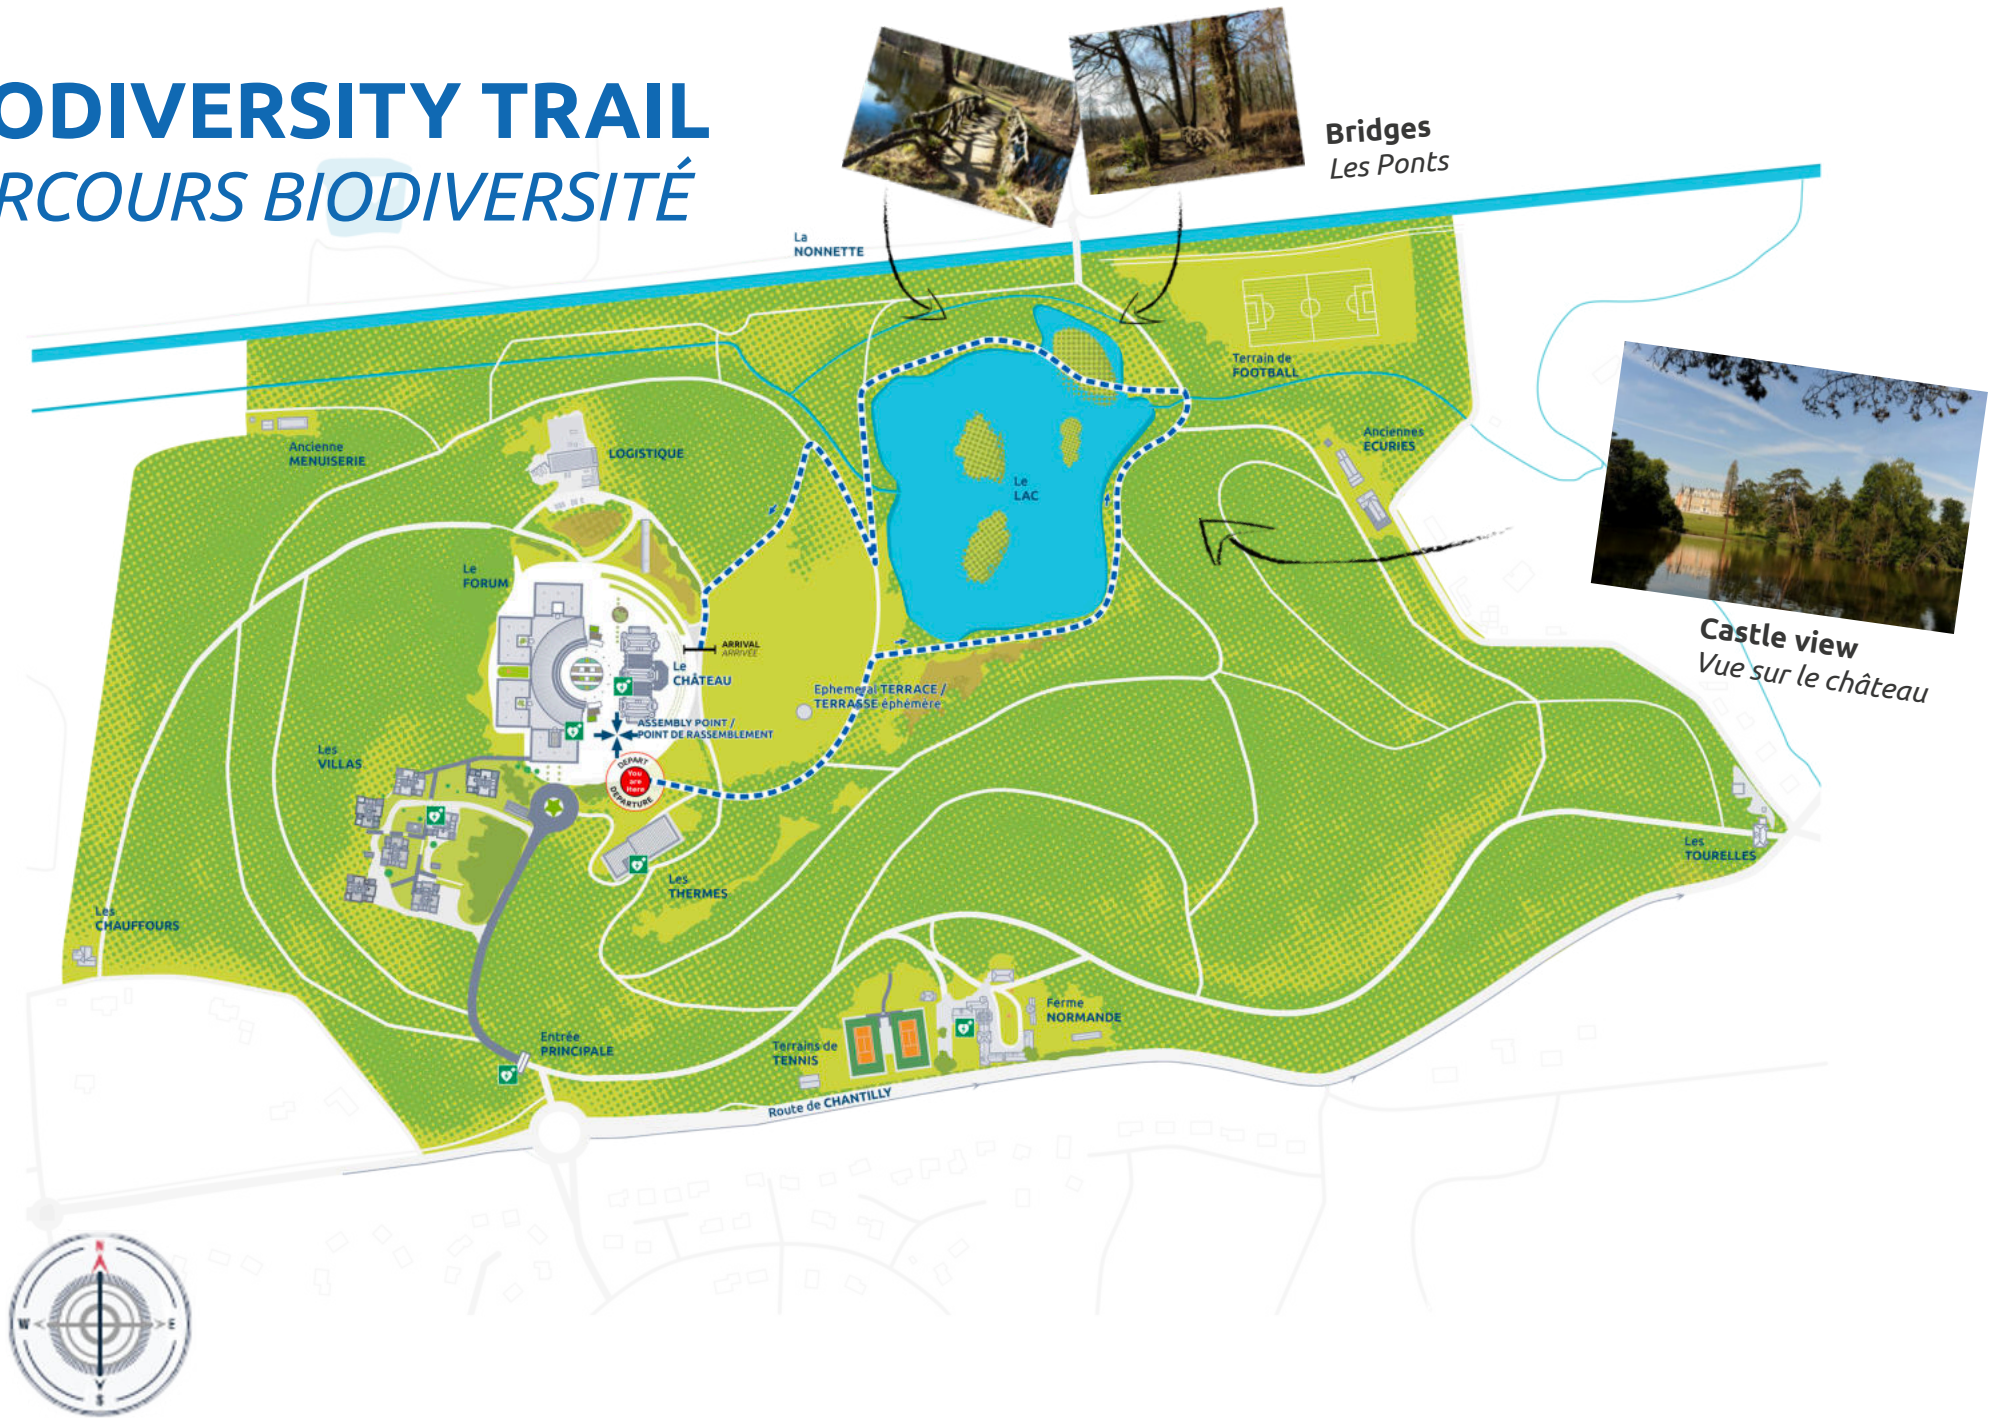 ODIVERSITY TRAIL
RCOURS BIODIVERSITÉ
Bridges
Les Ponts
La
NONNETTE
Terrain de
FOOTBALL
Ancienne
MENUISERIE
LOGISTIQUE
Anciennes
ECURIES
Le
LAC
Le
FORUM
Castle view
Vue sur le château
ARRIVAL
ARRIVÉE
Le
CHÂTEAU
Ephemeral TERRACE /
TERRASSE éphémère
ASSEMBLY POINT /
POINT DE RASSEMBLEMENT
Les
VILLAS
DEPART
You
are
Here
DEPARTURE
Les
THERMES
Les
TOURELLES
Les
CHAUFFOURS
Ferme
NORMANDE
Entrée
PRINCIPALE
Terrains de
TENNIS
Route de CHANTILLY
N
W
E
S